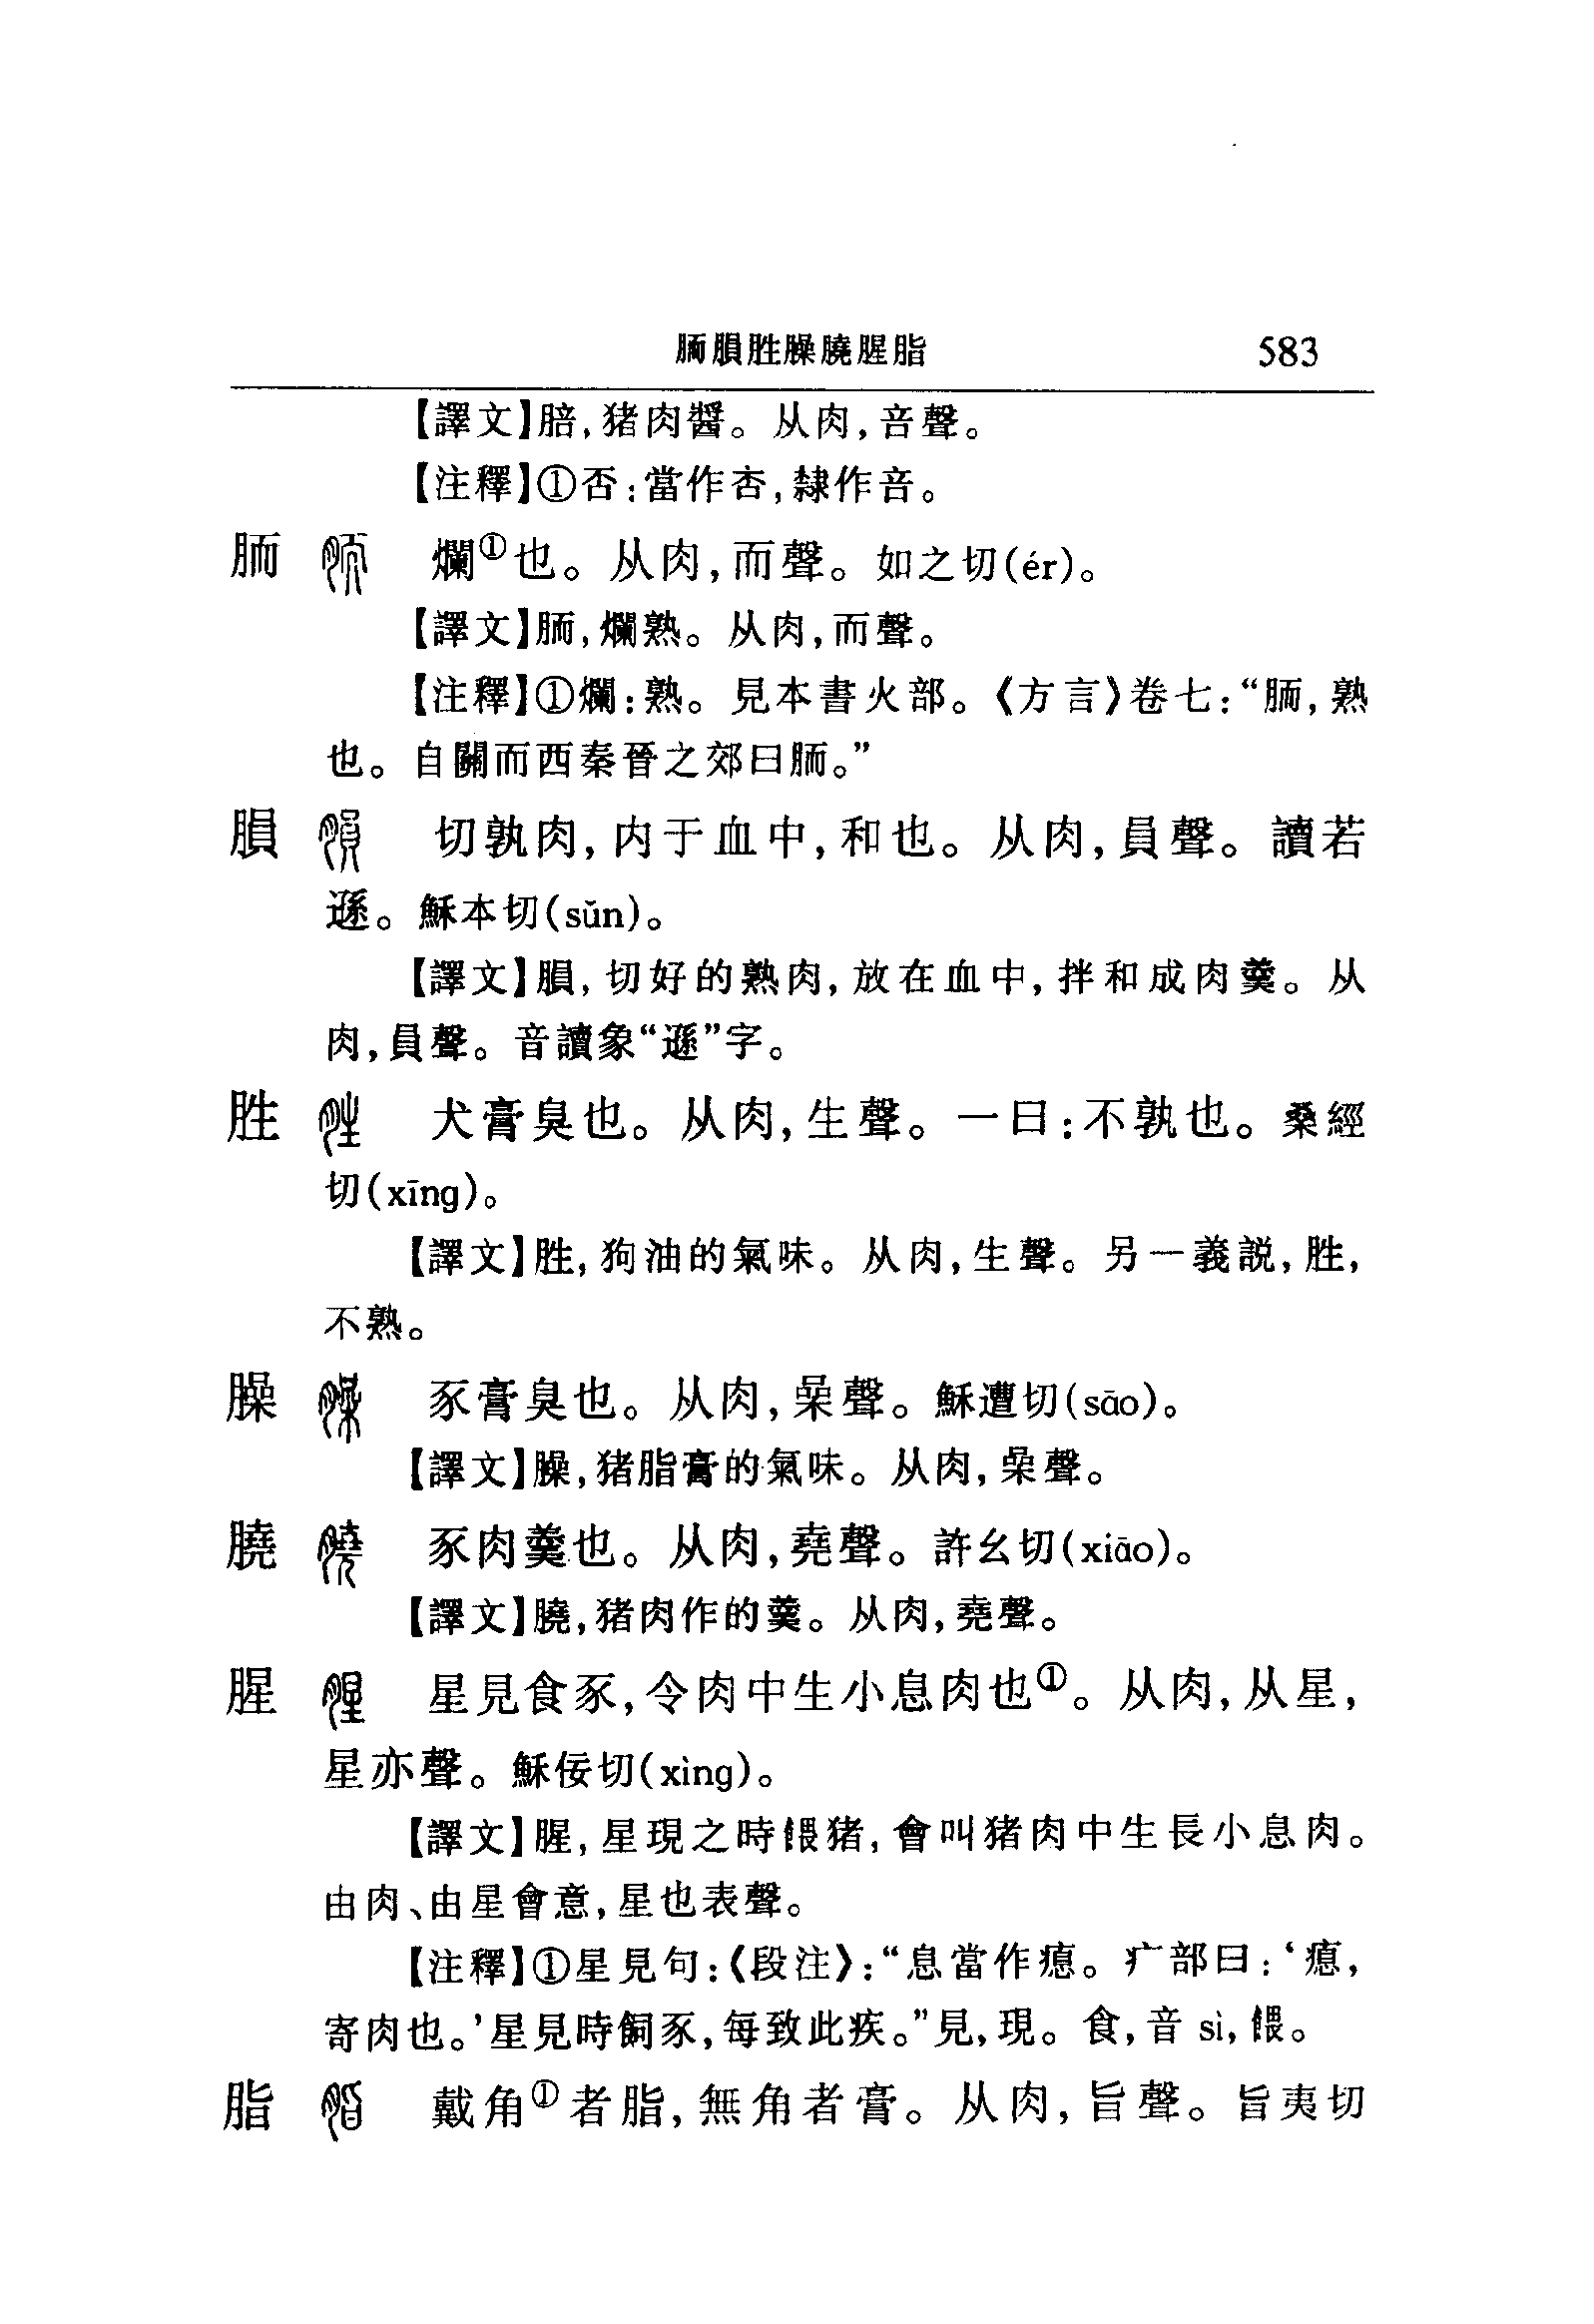 胹膭胜臊膮腥脂 583
【譯文】䏽,猪肉醬。从肉,咅聲。
【注釋】①否:當作咅,隸作音。
胹 爛①也。从肉,而聲。如之切(ér)。
【譯文】胹,爛熟。从肉,而聲。
【注釋】①爛:熟。見本書火部。《方言》卷七:“胹,熟
也。自關而西秦晉之郊曰胹。”
膶 切孰肉,内于血中,和也。从肉,員聲。讀若
遜。穌本切(sǔn)。
【譯文】䐣,切好的熟肉,放在血中,拌和成肉羹。从
肉,員聲。音讀象“遜”字。
胜 犬膏臭也。从肉,生聲。一曰:不孰也。桑經
切(xīng)。
【譯文】胜,狗油的氣味。从肉,生聲。另一義説,胜,
不熟。
臊 豕膏臭也。从肉,喿聲。穌遭切(sāo)。
【譯文】臊,猪脂膏的氣味。从肉,喿聲。
膮 豕肉羹也。从肉,堯聲。許幺切(xiāo)。
【譯文】膮,猪肉作的羹。从肉,堯聲。
腥 星見食豕,令肉中生小息肉也①。从肉,从星,
星亦聲。穌佞切(xìng)。
【譯文】腥,星現之時餵猪,會叫猪肉中生長小息肉。
由肉、由星會意,星也表聲。
【注釋】①星見句:《段注》:“息當作瘜。疒部曰:‘瘜,
寄肉也。’星見時飼豕,每致此疾。”見,現。食,音 sì,餵。
脂 戴角①者脂,無角者膏。从肉,旨聲。旨夷切